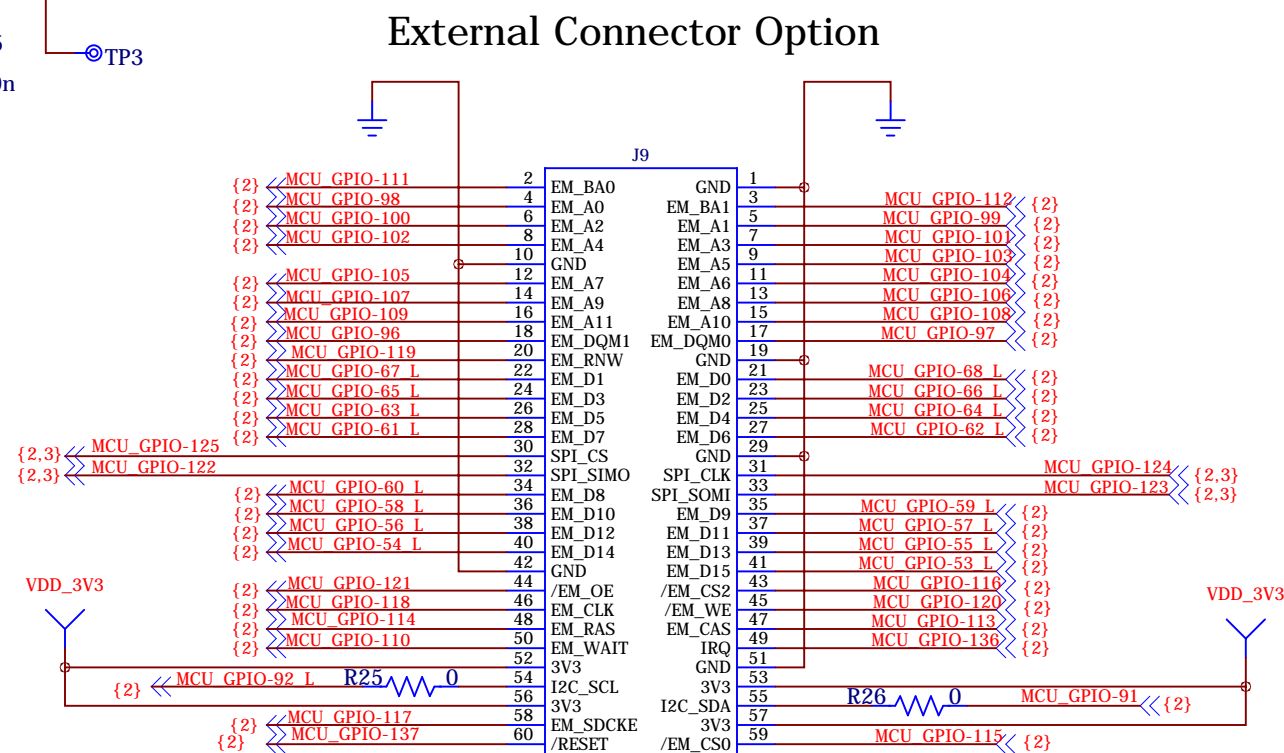 External Connector Option
TP3
0n
J9
{2} MCU_GPIO-111 2 EM_BA0 GND 1
{2} MCU_GPIO-98 4 EM_A0 EM_BA1 3 MCU_GPIO-112 {2}
{2} MCU_GPIO-100 6 EM_A2 EM_A1 5 MCU_GPIO-99 {2}
{2} MCU_GPIO-102 8 EM_A4 EM_A3 7 MCU_GPIO-101 {2}
10 GND EM_A5 9 MCU_GPIO-103 {2}
{2} MCU_GPIO-105 12 EM_A7 EM_A6 11 MCU_GPIO-104 {2}
{2} MCU_GPIO-107 14 EM_A9 EM_A8 13 MCU_GPIO-106 {2}
{2} MCU_GPIO-109 16 EM_A11 EM_A10 15 MCU_GPIO-108 {2}
{2} MCU_GPIO-96 18 EM_DQM1 EM_DQM0 17 MCU_GPIO-97 {2}
{2} MCU_GPIO-119 20 EM_RNW GND 19
{2} MCU_GPIO-67_L 22 EM_D1 EM_D0 21 MCU_GPIO-68_L {2}
{2} MCU_GPIO-65_L 24 EM_D3 EM_D2 23 MCU_GPIO-66_L {2}
{2} MCU_GPIO-63_L 26 EM_D5 EM_D4 25 MCU_GPIO-64_L {2}
{2} MCU_GPIO-61_L 28 EM_D7 EM_D6 27 MCU_GPIO-62_L {2}
{2,3} MCU_GPIO-125 30 SPI_CS GND 29
{2,3} MCU_GPIO-122 32 SPI_SIMO SPI_CLK 31 MCU_GPIO-124 {2,3}
{2} MCU_GPIO-60_L 34 EM_D8 SPI_SOMI 33 MCU_GPIO-123 {2,3}
{2} MCU_GPIO-58_L 36 EM_D10 EM_D9 35 MCU_GPIO-59_L {2}
{2} MCU_GPIO-56_L 38 EM_D12 EM_D11 37 MCU_GPIO-57_L {2}
{2} MCU_GPIO-54_L 40 EM_D14 EM_D13 39 MCU_GPIO-55_L {2}
42 GND EM_D15 41 MCU_GPIO-53_L {2}
VDD_3V3 {2} MCU_GPIO-121 44 /EM_OE /EM_CS2 43 MCU_GPIO-116 {2} VDD_3V3
{2} MCU_GPIO-118 46 EM_CLK /EM_WE 45 MCU_GPIO-120 {2}
{2} MCU_GPIO-114 48 EM_RAS EM_CAS 47 MCU_GPIO-113 {2}
{2} MCU_GPIO-110 50 EM_WAIT IRQ 49 MCU_GPIO-136 {2}
52 3V3 GND 51
{2} MCU_GPIO-92_L R25 0 54 I2C_SCL 3V3 53
56 3V3 I2C_SDA 55 R26 0 MCU_GPIO-91 {2}
{2} MCU_GPIO-117 58 EM_SDCKE 3V3 57
{2} MCU_GPIO-137 60 /RESET /EM_CS0 59 MCU_GPIO-115 {2}